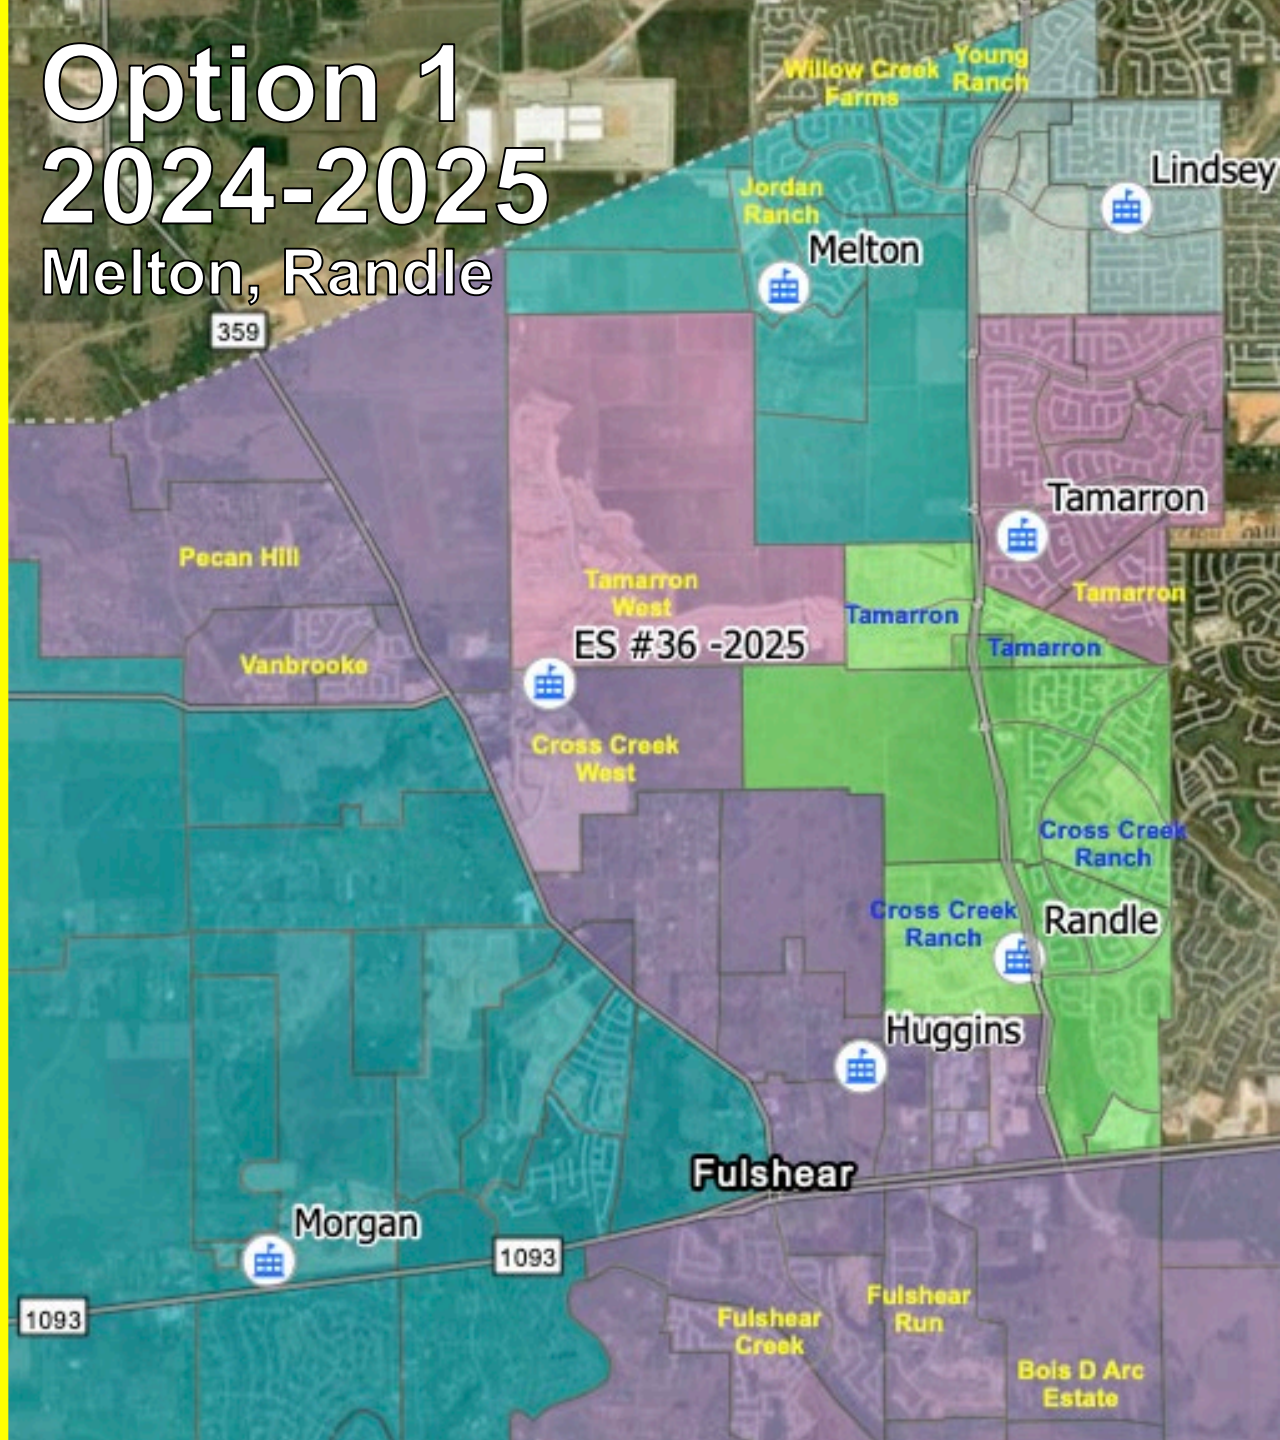 Option 1
2024-2025
Melton, Randle
Young
Ranch
Willow Creek
Farms
Lindsey
Jordan
Ranch
Melton
359
Tamarron
Pecan Hill
Tamarron
West
Tamarron
Tamarron
Tamarron
ES #36 -2025
Vanbrooke
Cross Creek
West
Cross Creek
Ranch
Cross Creek
Ranch
Randle
Huggins
Fulshear
Morgan
1093
1093
Fulshear
Creek
Fulshear
Run
Bois D Arc
Estate